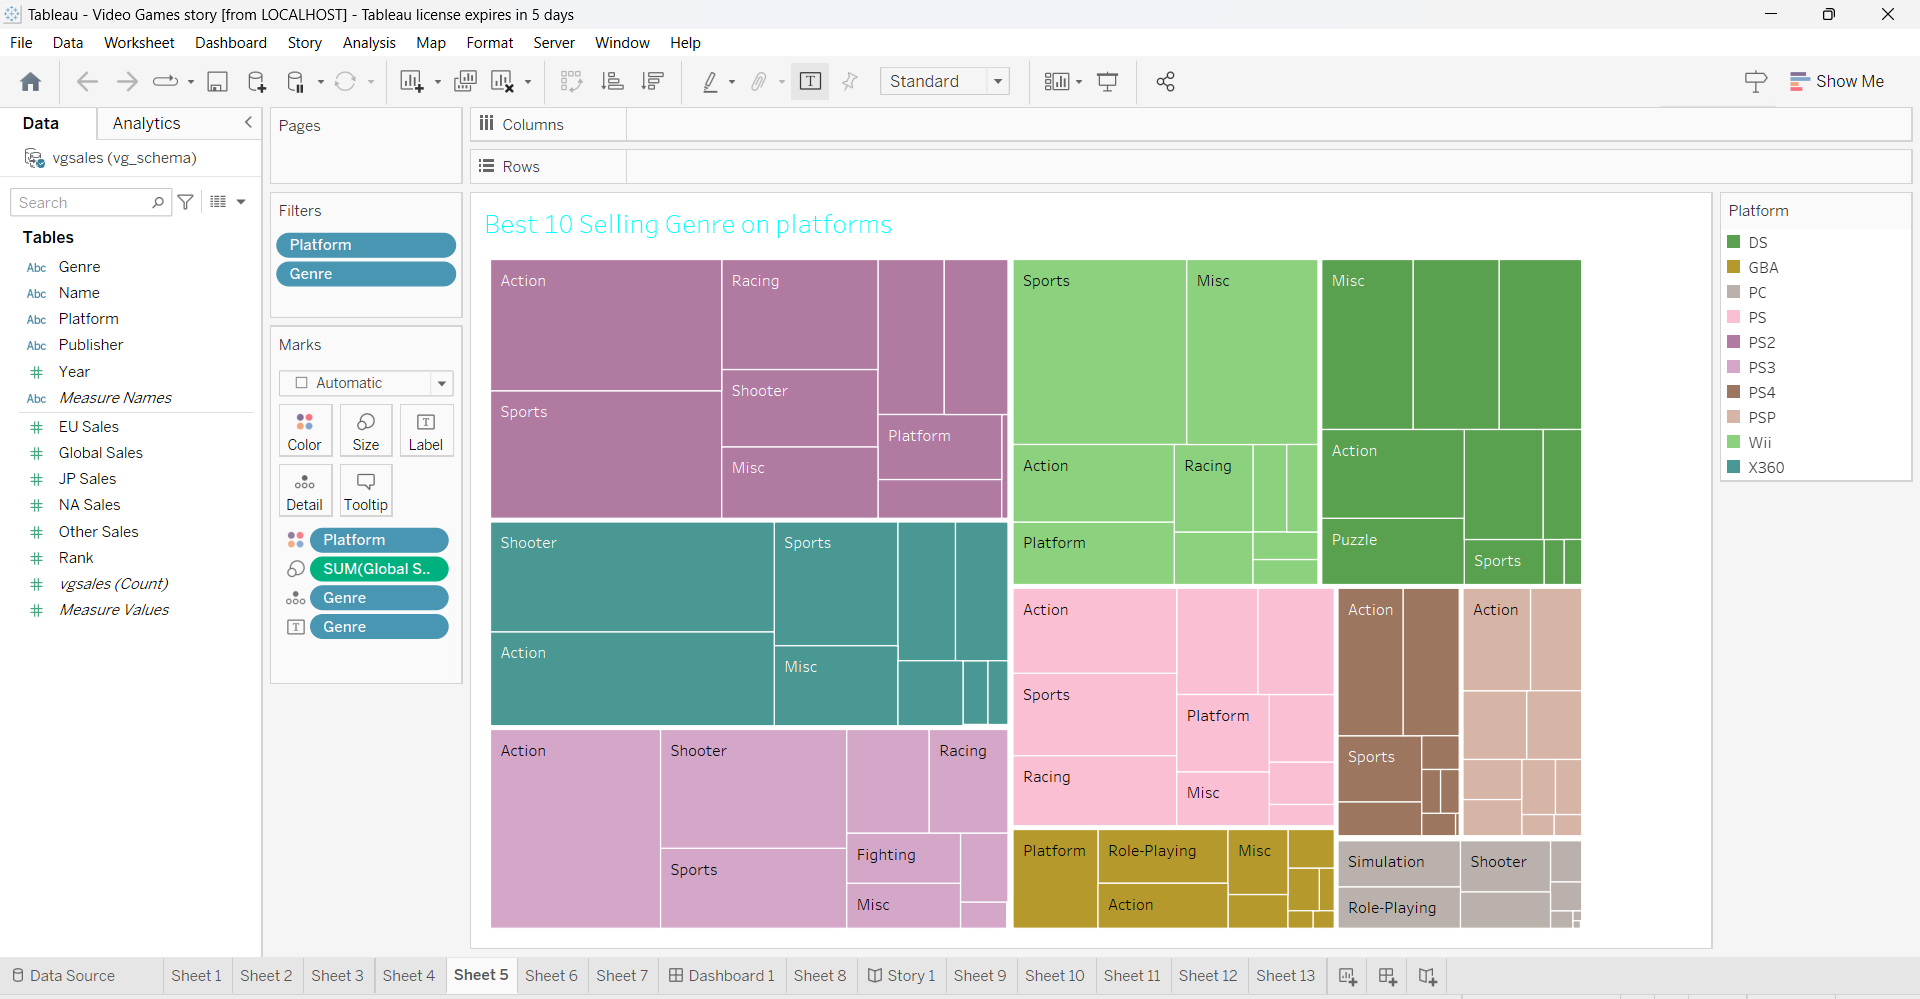 Tableau - Video Games story [from LOCALHOST] - Tableau license expires in 5 days
File Data Worksheet Dashboard Story Analysis Map Format Server Window Help
Standard
Show Me
Data Analytics
vgsales (vg_schema)
Search
Tables
Abc Genre
Abc Name
Abc Platform
Abc Publisher
Year
Abc Measure Names
EU Sales
Global Sales
JP Sales
NA Sales
Other Sales
Rank
vgsales (Count)
Measure Values
Pages
Filters
Platform
Genre
Marks
Automatic
Color Size Label
Detail Tooltip
Platform
SUM(Global S..
Genre
Genre
Columns
Rows
Best 10 Selling Genre on platforms
Action
Racing
Sports
Shooter
Misc
Platform
Shooter
Sports
Action
Misc
Action
Shooter
Racing
Sports
Fighting
Misc
Sports
Misc
Action
Racing
Platform
Misc
Action
Puzzle
Sports
Action
Sports
Platform
Racing
Misc
Action
Sports
Action
Platform
Role-Playing
Misc
Action
Simulation
Shooter
Role-Playing
Platform
DS
GBA
PC
PS
PS2
PS3
PS4
PSP
Wii
X360
Data Source Sheet 1 Sheet 2 Sheet 3 Sheet 4 Sheet 5 Sheet 6 Sheet 7 Dashboard 1 Sheet 8 Story 1 Sheet 9 Sheet 10 Sheet 11 Sheet 12 Sheet 13